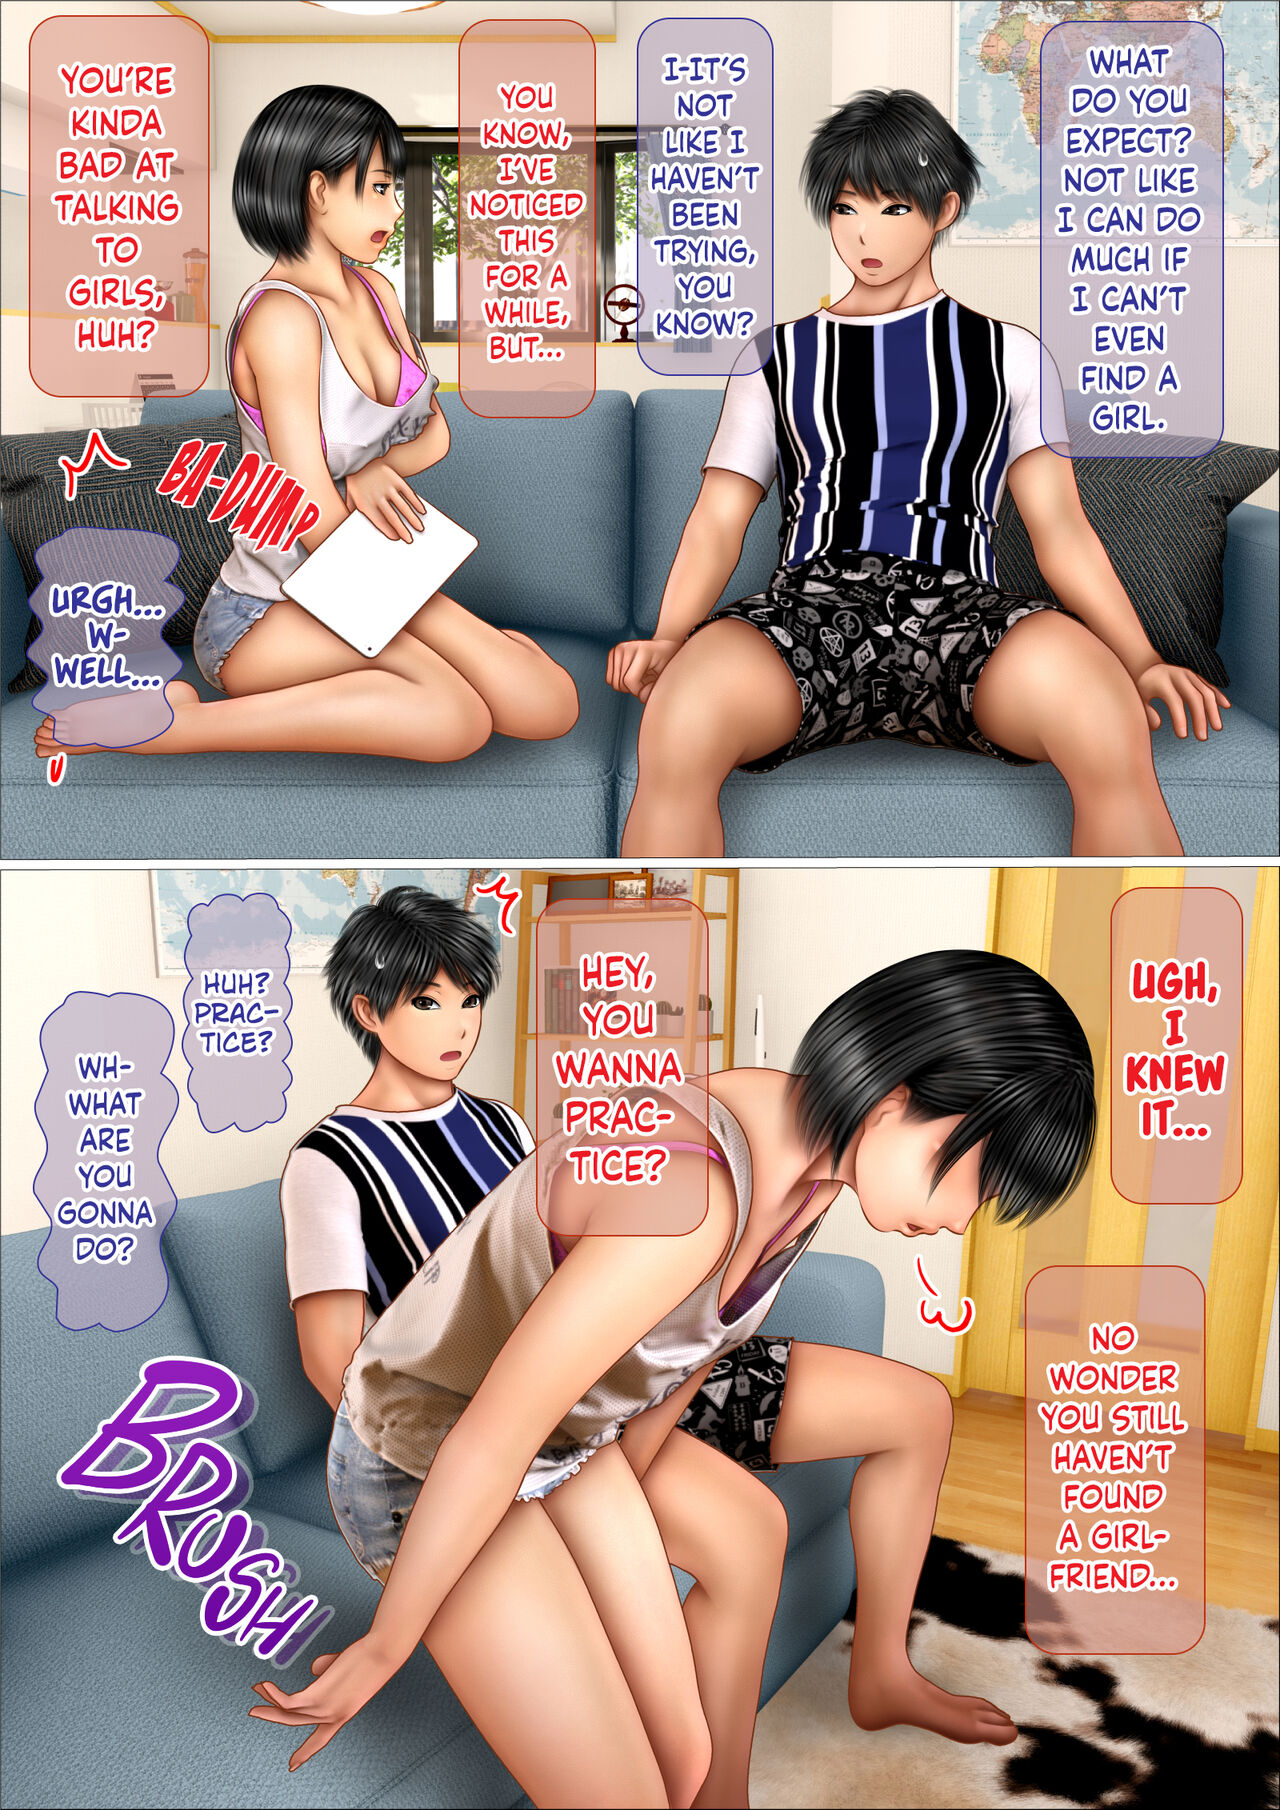 WHAT
DO YOU
EXPECT?
NOT LIKE
I CAN DO
MUCH IF
I CAN'T
EVEN
FIND A
GIRL.
I-IT'S
NOT
LIKE I
HAVEN'T
BEEN
TRYING,
YOU
KNOW?
YOU
KNOW,
I'VE
NOTICED
THIS
FOR A
WHILE,
BUT...
YOU'RE
KINDA
BAD AT
TALKING
TO
GIRLS,
HUH?
BA-DUMP
URGH...
W-
WELL...
UGH,
I
KNEW
IT...
NO
WONDER
YOU STILL
HAVEN'T
FOUND
A GIRL-
FRIEND...
HEY,
YOU
WANNA
PRAC-
TICE?
HUH?
PRAC-
TICE?
WH-
WHAT
ARE
YOU
GONNA
DO?
BRUSH